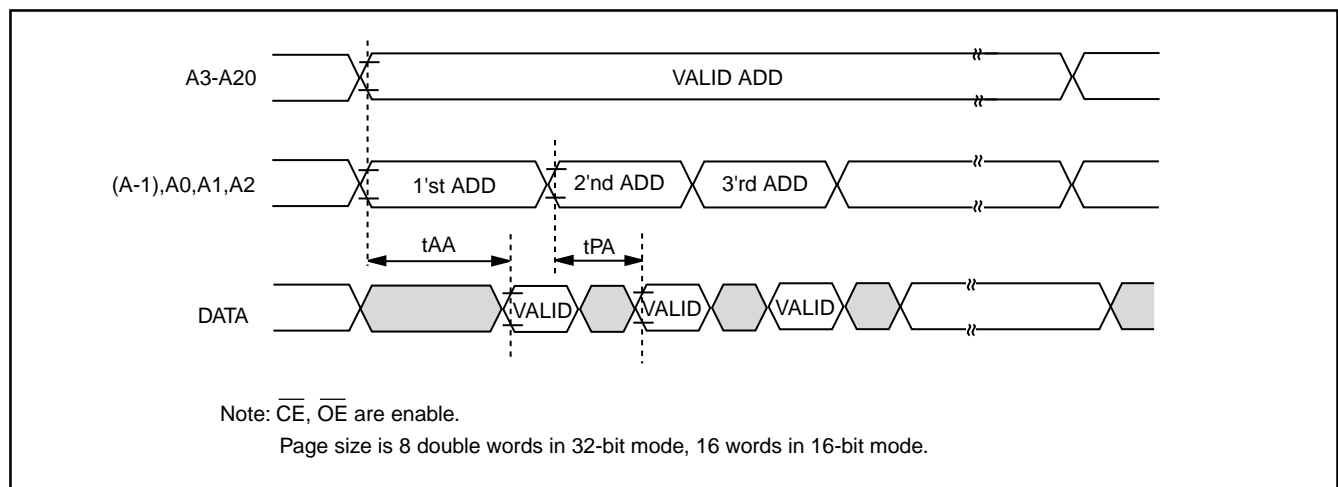 A3-A20
VALID ADD
(A-1),A0,A1,A2
1'st ADD
2'nd ADD
3'rd ADD
tAA
tPA
DATA
VALID
VALID
VALID
Note: C̅E̅, O̅E̅ are enable.
Page size is 8 double words in 32-bit mode, 16 words in 16-bit mode.